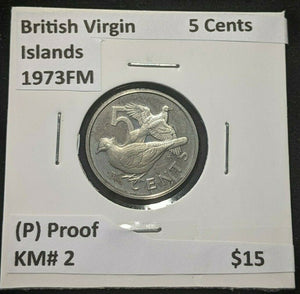 British Virgin 5 Cents
Islands
1973FM
5
CENTS
(P) Proof
KM# 2 $15